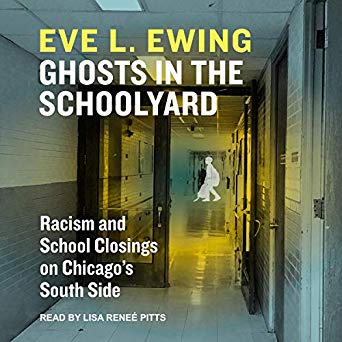 EVE L. EWING
GHOSTS IN THE
SCHOOLYARD
Racism and
School Closings
on Chicago's
South Side
READ BY LISA RENEÉ PITTS